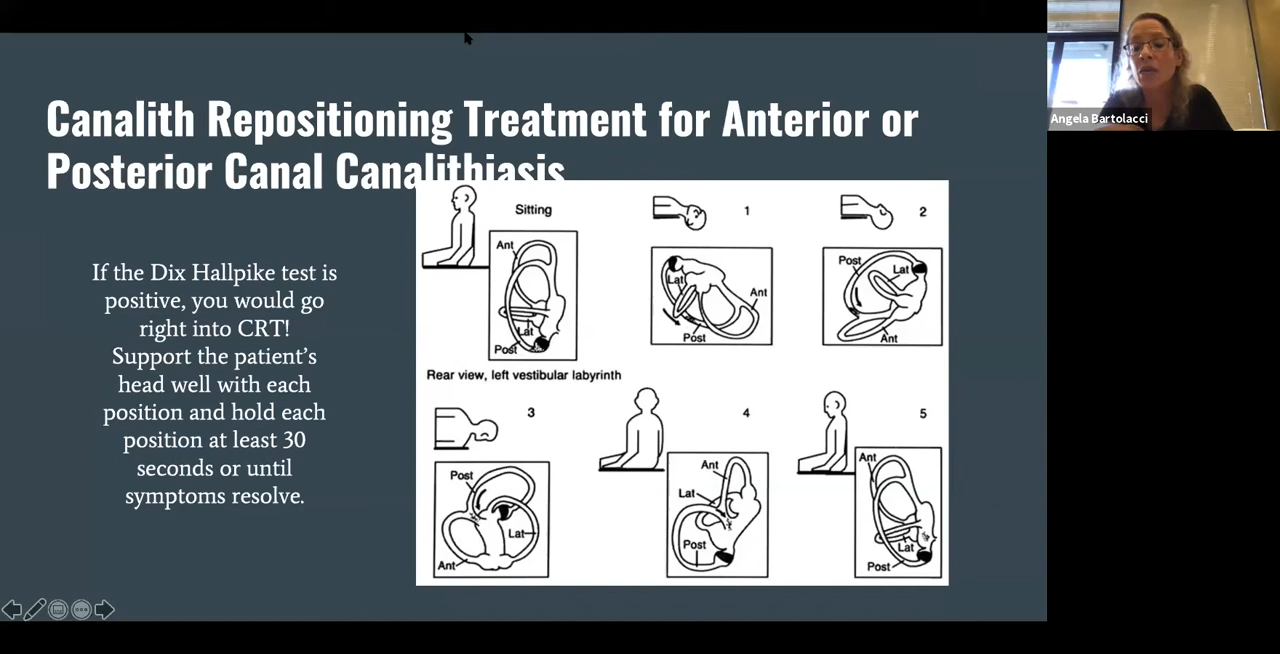 Canalith Repositioning Treatment for Anterior or
Posterior Canal Canalithiasis
Angela Bartolacci
If the Dix Hallpike test is
positive, you would go
right into CRT!
Support the patient's
head well with each
position and hold each
position at least 30
seconds or until
symptoms resolve.
Sitting
Ant
Lat
Post
1
Lat
Ant
Post
2
Post
Lat
Ant
Rear view, left vestibular labyrinth
3
Post
Lat
Ant
4
Ant
Lat
Post
5
Ant
Lat
Post